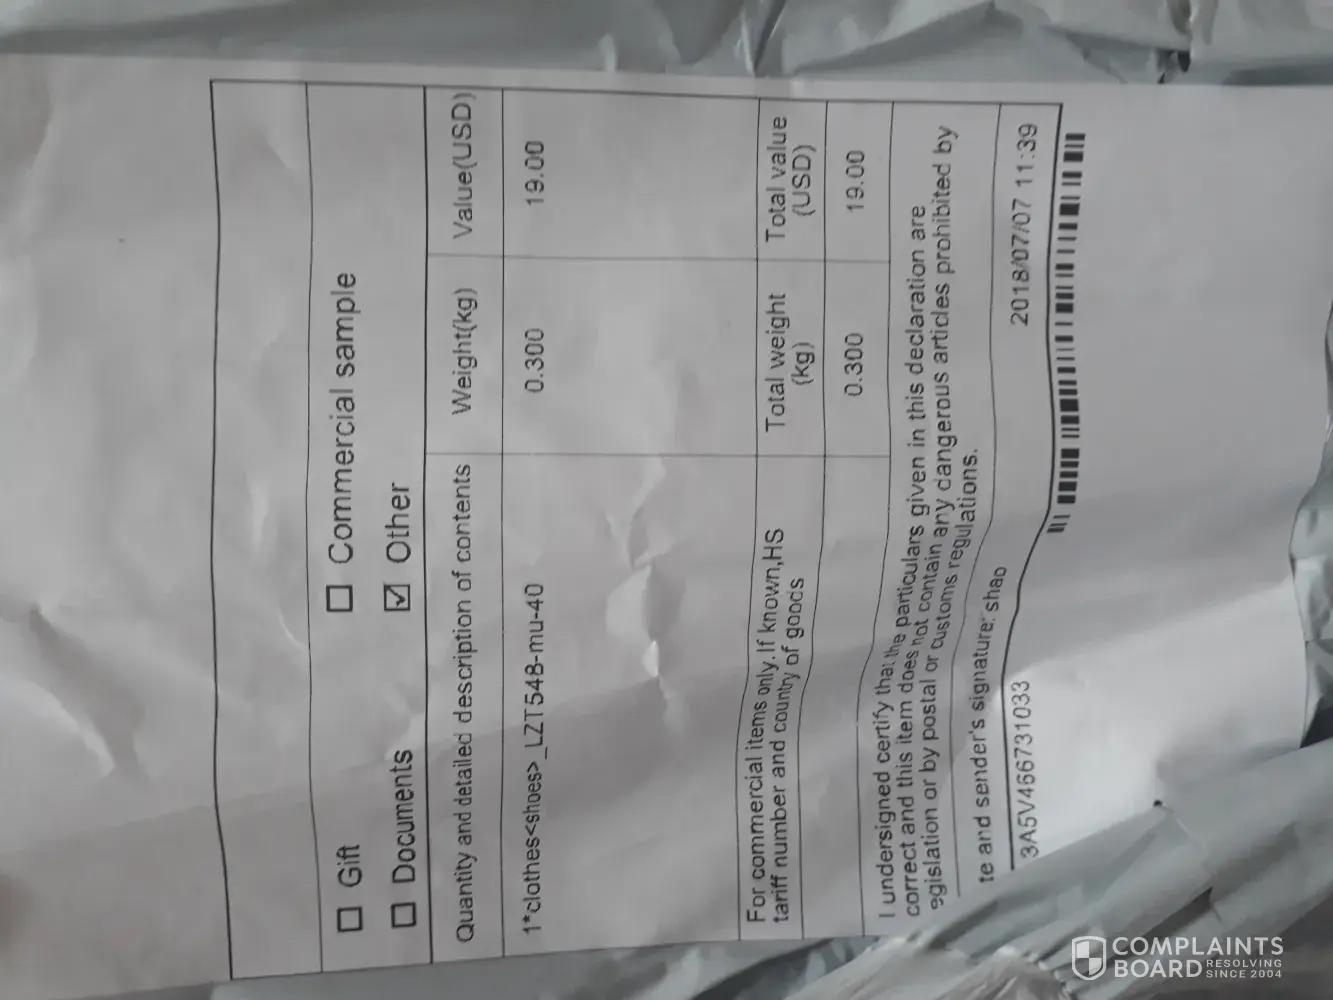 ☐ Gift ☐ Commercial sample
☐ Documents ☑ Other
Quantity and detailed description of contents Weight(kg) Value(USD)
1*clothes<shoes>_LZT548-mu-40 0.300 19.00
For commercial items only.If known,HS
tariff number and country of goods
Total weight
(kg)
Total value
(USD)
0.300 19.00
I undersigned certify that the particulars given in this declaration are
correct and this item does not contain any dangerous articles prohibited by
egislation or by postal or customs regulations.
te and sender's signature: shao
3A5V466731033 2018/07/07 11:39
COMPLAINTS
BOARD RESOLVING
SINCE 2004